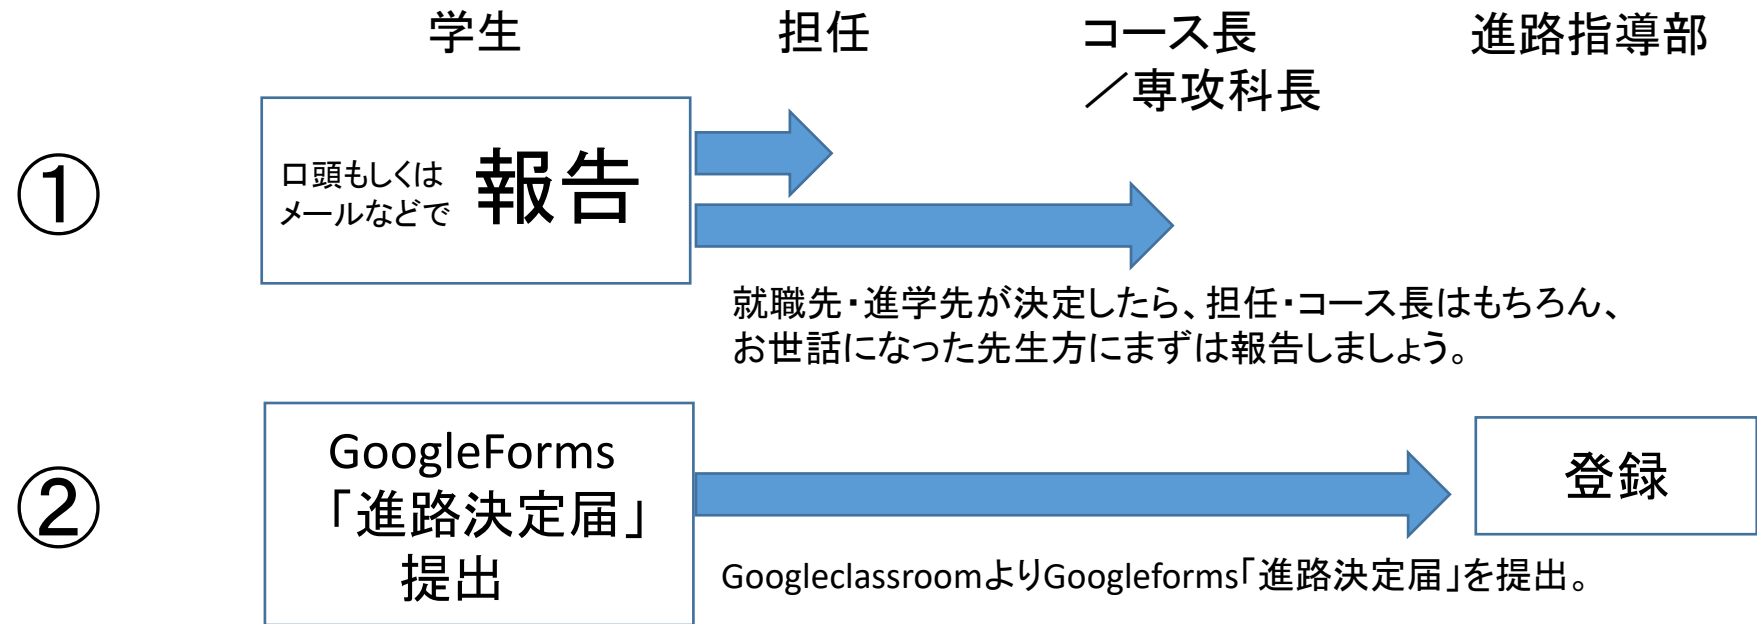 学生
担任
コース長
／専攻科長
進路指導部
①
口頭もしくは
メールなどで
報告
就職先・進学先が決定したら、担任・コース長はもちろん、
お世話になった先生方にまずは報告しましょう。
②
GoogleForms
「進路決定届」
提出
登録
GoogleclassroomよりGoogleforms「進路決定届」を提出。